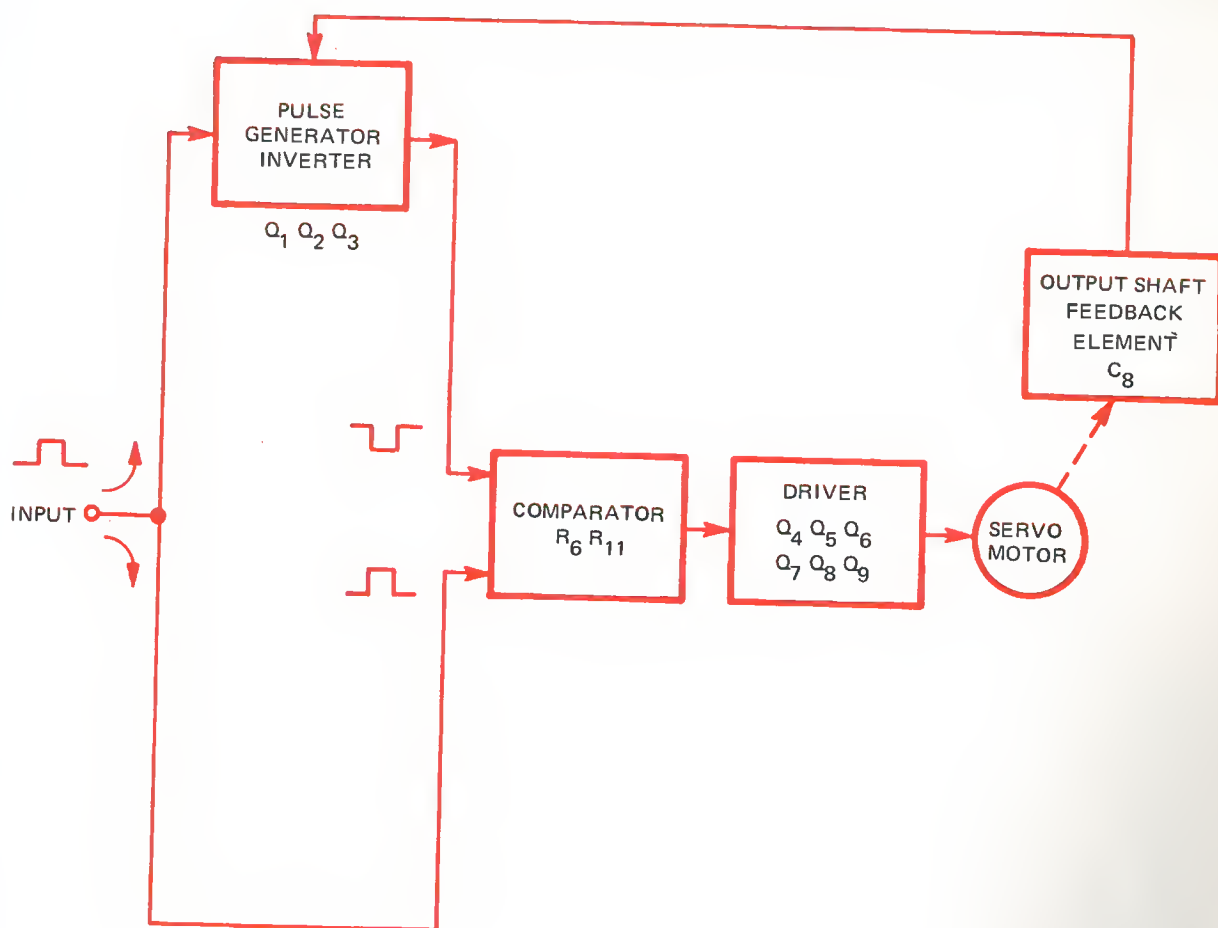 PULSE
GENERATOR
INVERTER
Q₁ Q₂ Q₃
OUTPUT SHAFT
FEEDBACK
ELEMENT
C₈
INPUT
COMPARATOR
R₆ R₁₁
DRIVER
Q₄ Q₅ Q₆
Q₇ Q₈ Q₉
SERVO
MOTOR